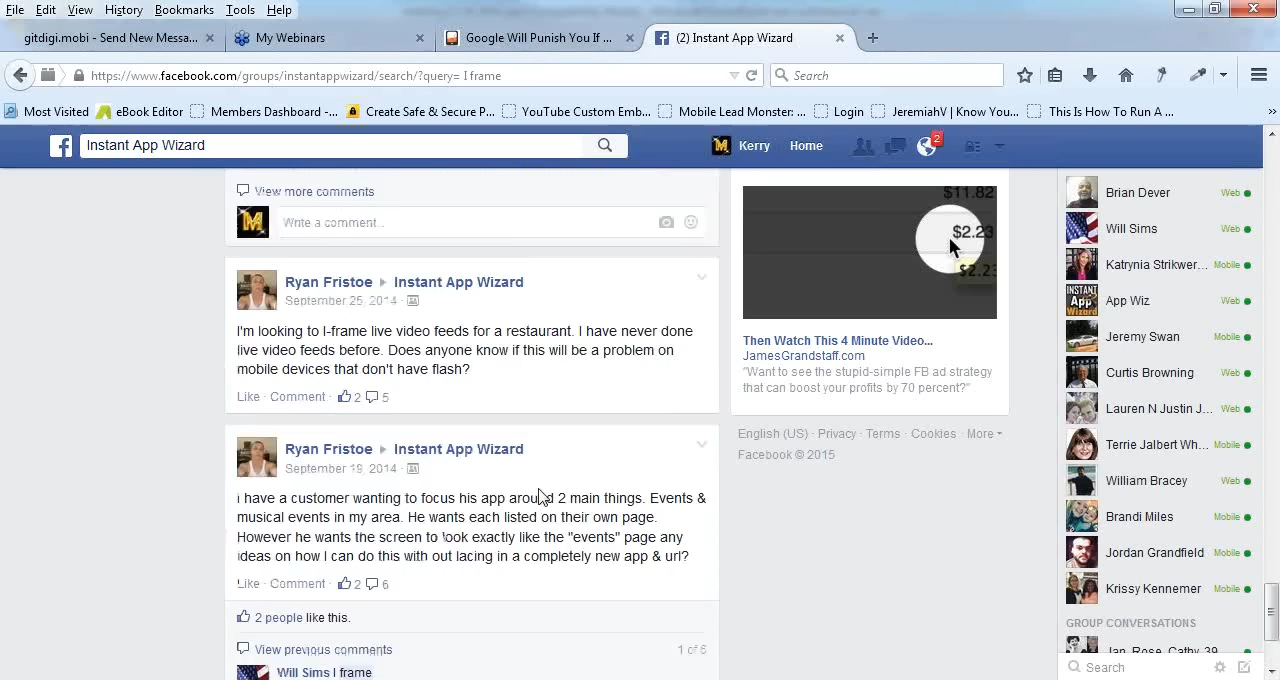 File Edit View History Bookmarks Tools Help
gitdigi.mobi - Send New Messa...
My Webinars
Google Will Punish You If ...
(2) Instant App Wizard
https://www.facebook.com/groups/instantappwizard/search/?query= I frame
Search
Most Visited eBook Editor Members Dashboard -... Create Safe & Secure P... YouTube Custom Emb... Mobile Lead Monster: ... Login JeremiahV | Know You... This Is How To Run A ...
Instant App Wizard
Kerry Home 2
View more comments
Write a comment...
Ryan Fristoe Instant App Wizard
September 25, 2014
I'm looking to I-frame live video feeds for a restaurant. I have never done
live video feeds before. Does anyone know if this will be a problem on
mobile devices that don't have flash?
Like · Comment · 2 5
Ryan Fristoe Instant App Wizard
September 19, 2014
i have a customer wanting to focus his app around 2 main things. Events &
musical events in my area. He wants each listed on their own page.
However he wants the screen to look exactly like the "events" page any
ideas on how I can do this with out lacing in a completely new app & url?
Like · Comment · 2 6
2 people like this.
View previous comments 1 of 6
Will Sims I frame
$11.82
$2.23
$2.23
Then Watch This 4 Minute Video...
JamesGrandstaff.com
"Want to see the stupid-simple FB ad strategy
that can boost your profits by 70 percent?"
English (US) · Privacy · Terms · Cookies · More
Facebook © 2015
Brian Dever Web
Will Sims Web
Katrynia Strikwer... Mobile
INSTANT App Wizard
App Wiz Web
Jeremy Swan Mobile
Curtis Browning Web
Lauren N Justin J... Web
Terrie Jalbert Wh... Mobile
William Bracey Web
Brandi Miles Mobile
Jordan Grandfield Mobile
Krissy Kennemer Mobile
GROUP CONVERSATIONS
Jan, Rose, Cathy, 39
Search